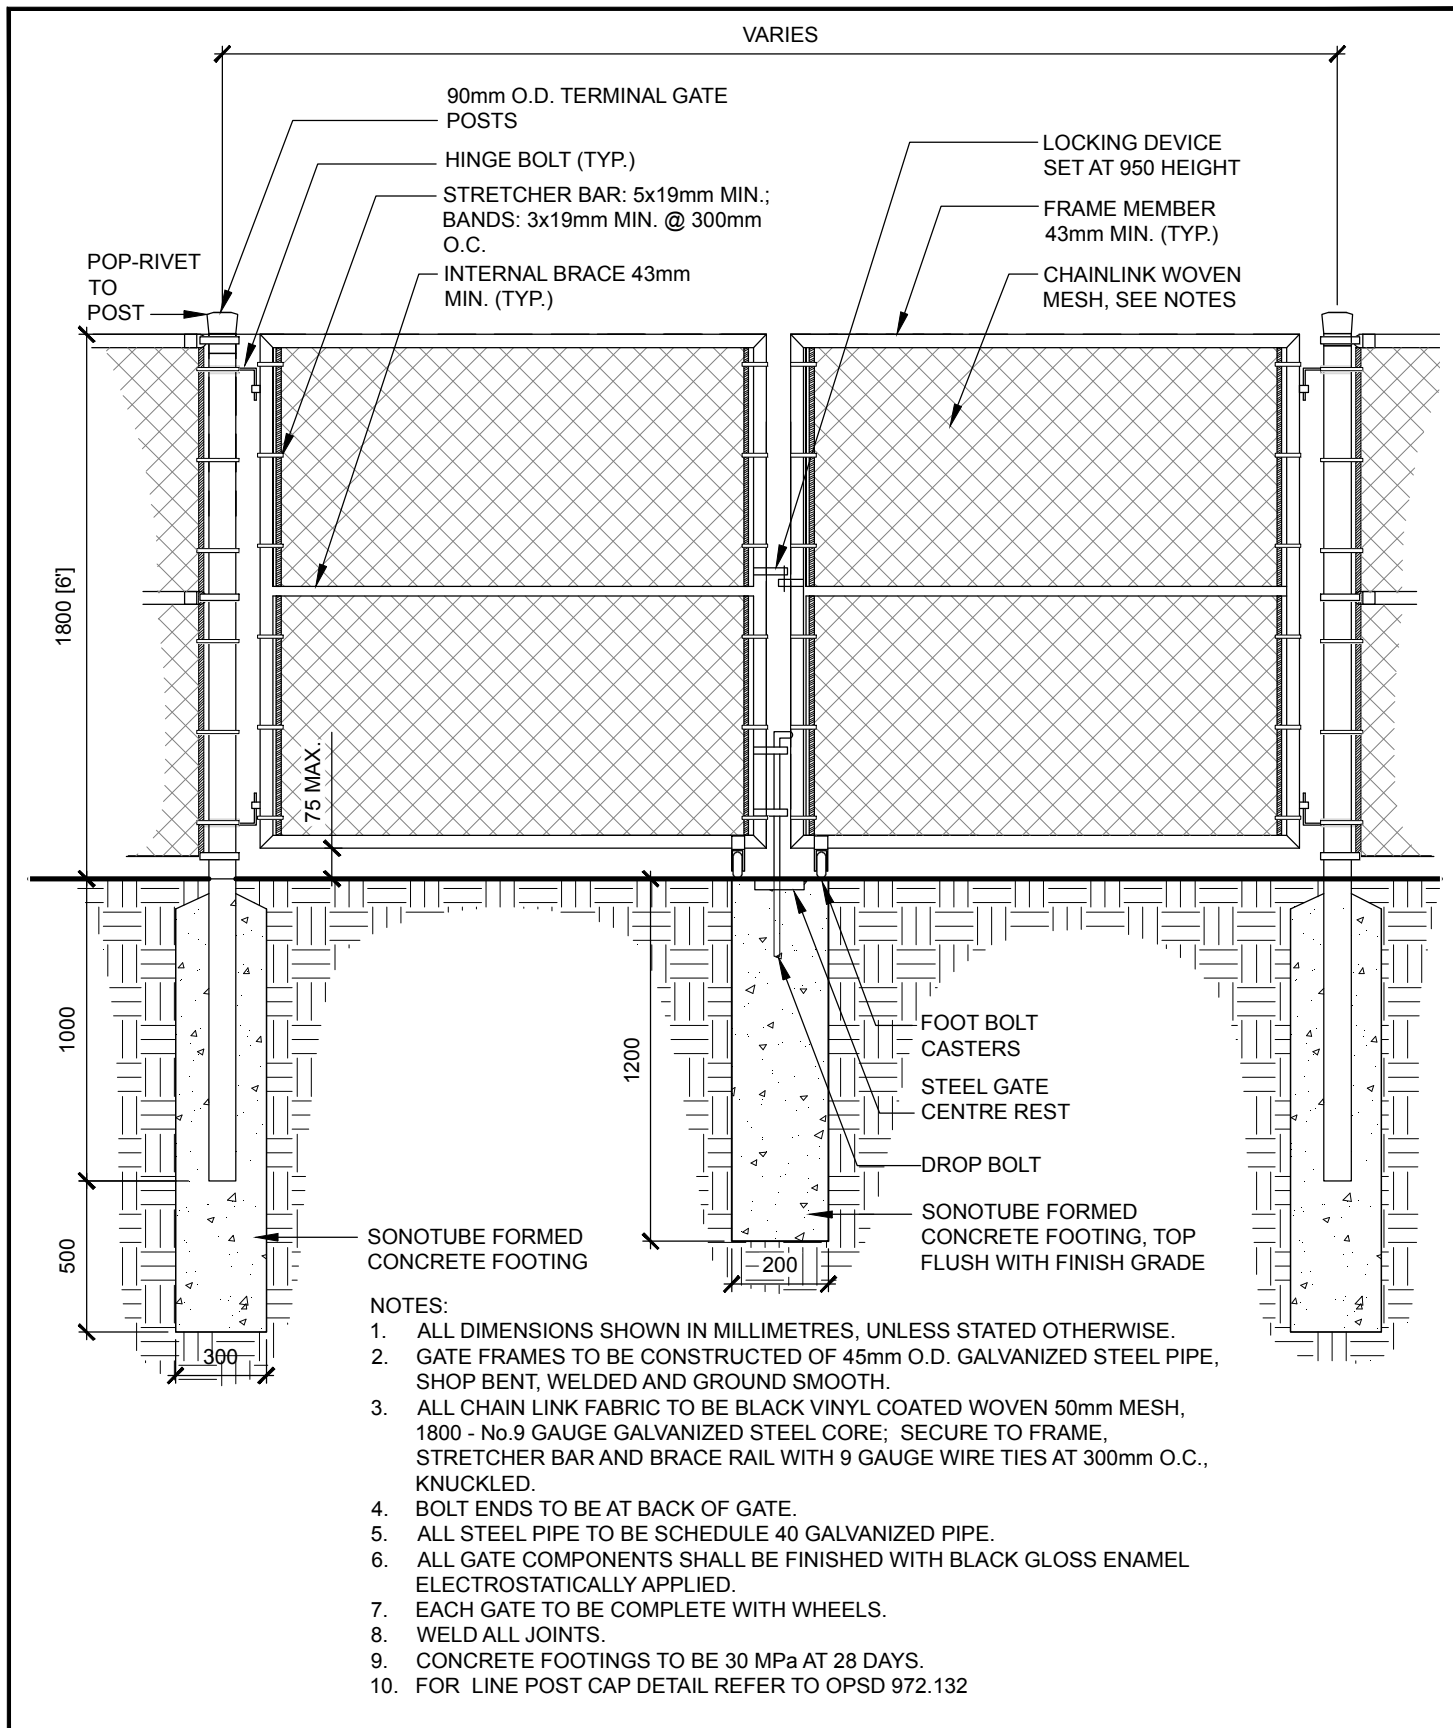 VARIES
90mm O.D. TERMINAL GATE
POSTS
HINGE BOLT (TYP.)
STRETCHER BAR: 5x19mm MIN.;
BANDS: 3x19mm MIN. @ 300mm
O.C.
INTERNAL BRACE 43mm
MIN. (TYP.)
POP-RIVET
TO
POST
LOCKING DEVICE
SET AT 950 HEIGHT
FRAME MEMBER
43mm MIN. (TYP.)
CHAINLINK WOVEN
MESH, SEE NOTES
1800 [6']
75 MAX.
1000
500
300
1200
200
FOOT BOLT
CASTERS
STEEL GATE
CENTRE REST
DROP BOLT
SONOTUBE FORMED
CONCRETE FOOTING, TOP
FLUSH WITH FINISH GRADE
SONOTUBE FORMED
CONCRETE FOOTING
NOTES:
1. ALL DIMENSIONS SHOWN IN MILLIMETRES, UNLESS STATED OTHERWISE.
2. GATE FRAMES TO BE CONSTRUCTED OF 45mm O.D. GALVANIZED STEEL PIPE,
SHOP BENT, WELDED AND GROUND SMOOTH.
3. ALL CHAIN LINK FABRIC TO BE BLACK VINYL COATED WOVEN 50mm MESH,
1800 - No.9 GAUGE GALVANIZED STEEL CORE; SECURE TO FRAME,
STRETCHER BAR AND BRACE RAIL WITH 9 GAUGE WIRE TIES AT 300mm O.C.,
KNUCKLED.
4. BOLT ENDS TO BE AT BACK OF GATE.
5. ALL STEEL PIPE TO BE SCHEDULE 40 GALVANIZED PIPE.
6. ALL GATE COMPONENTS SHALL BE FINISHED WITH BLACK GLOSS ENAMEL
ELECTROSTATICALLY APPLIED.
7. EACH GATE TO BE COMPLETE WITH WHEELS.
8. WELD ALL JOINTS.
9. CONCRETE FOOTINGS TO BE 30 MPa AT 28 DAYS.
10. FOR LINE POST CAP DETAIL REFER TO OPSD 972.132